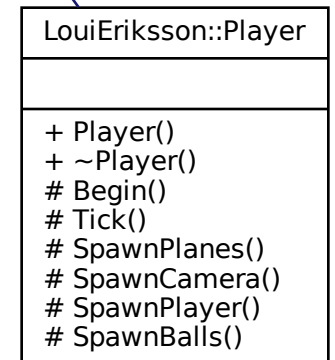 LouiEriksson::Player
+ Player()
+ ~Player()
# Begin()
# Tick()
# SpawnPlanes()
# SpawnCamera()
# SpawnPlayer()
# SpawnBalls()